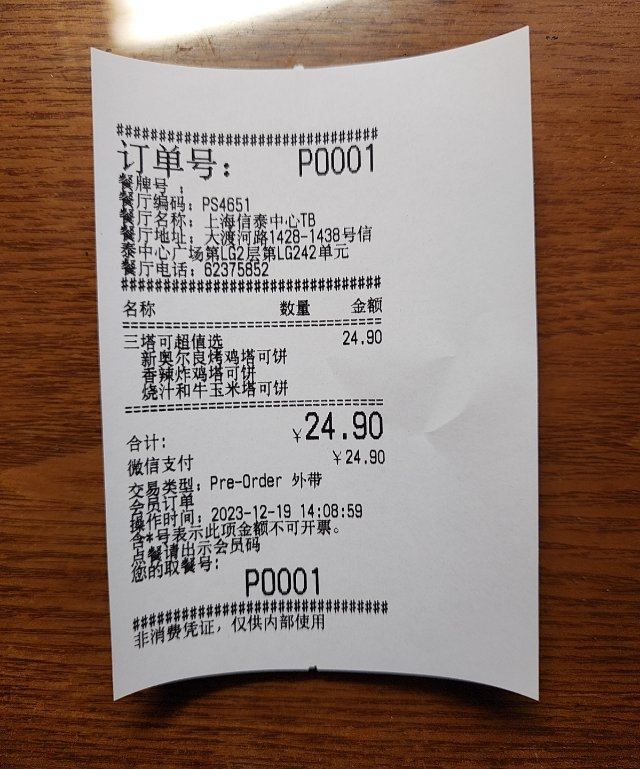 ###############################
订单号: P0001
餐牌号 :
餐厅编码: PS4651
餐厅名称: 上海信泰中心TB
餐厅地址: 大渡河路1428-1438号信
泰中心广场第LG2层第LG242单元
餐厅电话: 62375852
###############################
名称 数量 金额
===============================
三塔可超值选 24.90
新奥尔良烤鸡塔可饼
香辣炸鸡塔可饼
烧汁和牛玉米塔可饼
===============================
合计: ¥24.90
微信支付 ¥24.90
交易类型: Pre-Order 外带
会员订单
操作时间: 2023-12-19 14:08:59
含*号表示此项金额不可开票。
点餐请出示会员码
您的取餐号:
P0001
###############################
非消费凭证, 仅供内部使用